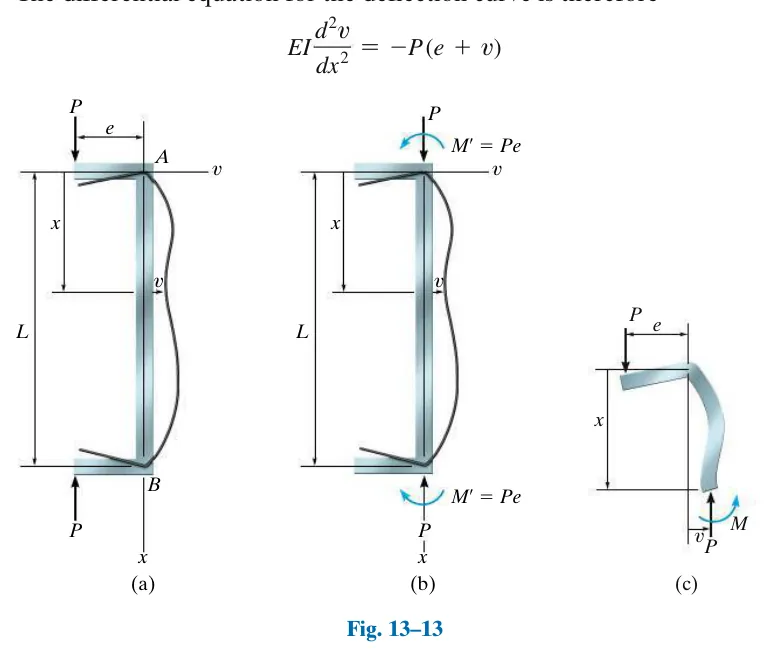 The differential equation for the deflection curve is therefore
EI d²v/dx² = −P(e + v)
P
e
A
v
x
v
L
B
P
x
(a)
P
M′ = Pe
v
x
v
L
M′ = Pe
P
x
(b)
P
e
x
M
v
P
(c)
Fig. 13–13